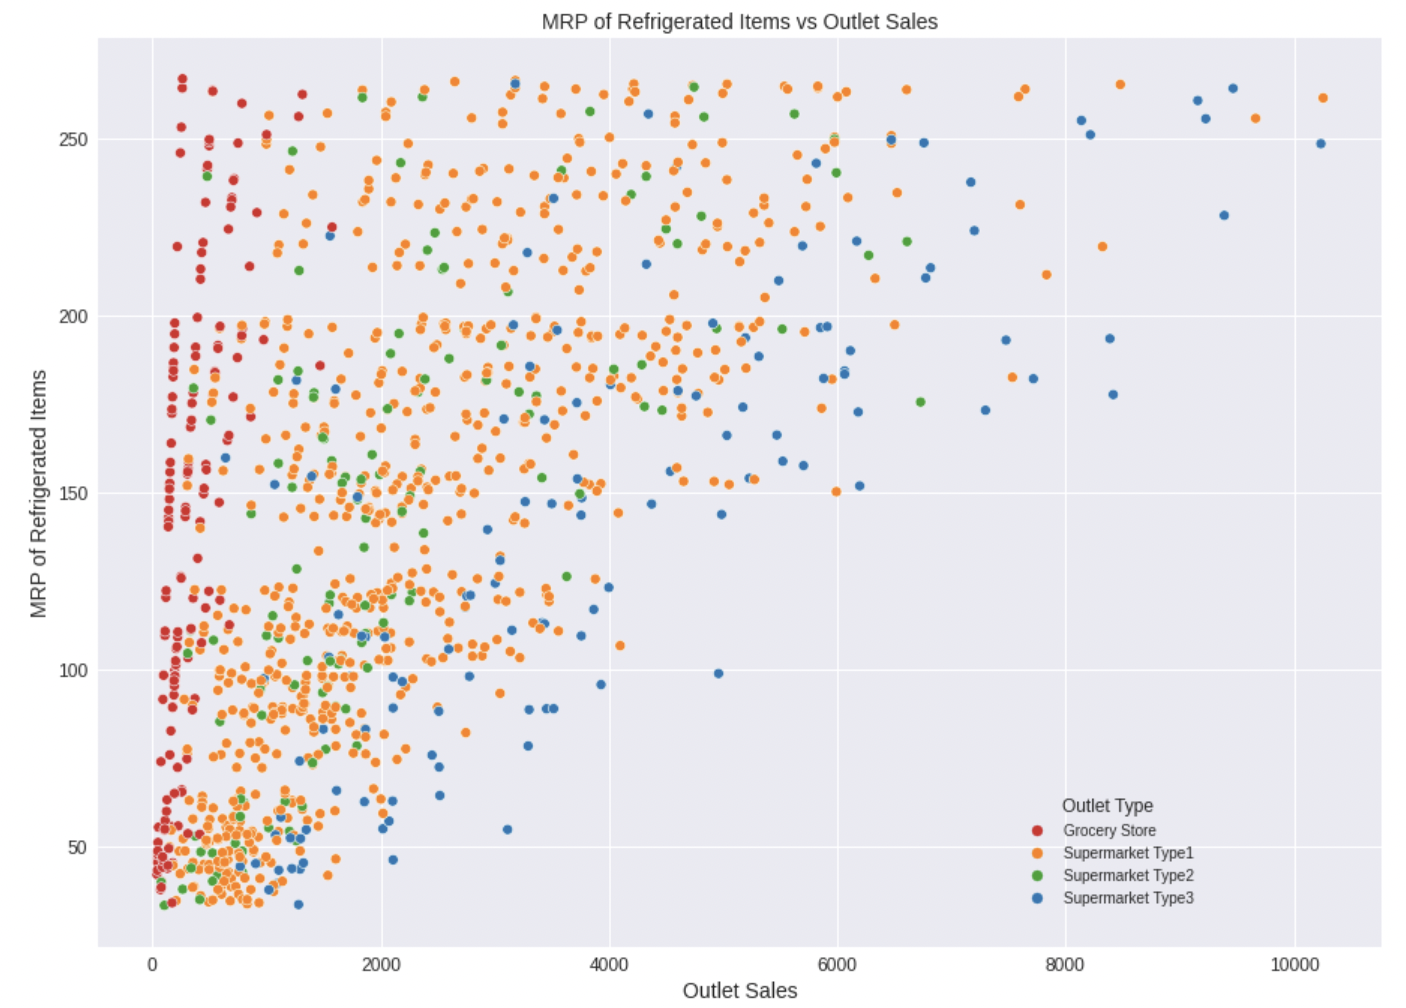 MRP of Refrigerated Items vs Outlet Sales
MRP of Refrigerated Items
250
200
150
100
50
Outlet Type
Grocery Store
Supermarket Type1
Supermarket Type2
Supermarket Type3
0 2000 4000 6000 8000 10000
Outlet Sales